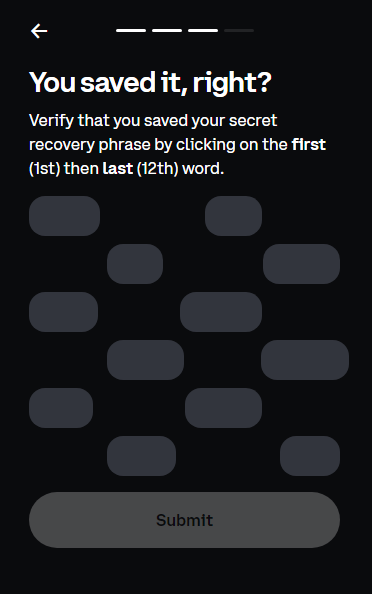 You saved it, right?
Verify that you saved your secret
recovery phrase by clicking on the first
(1st) then last (12th) word.
Submit